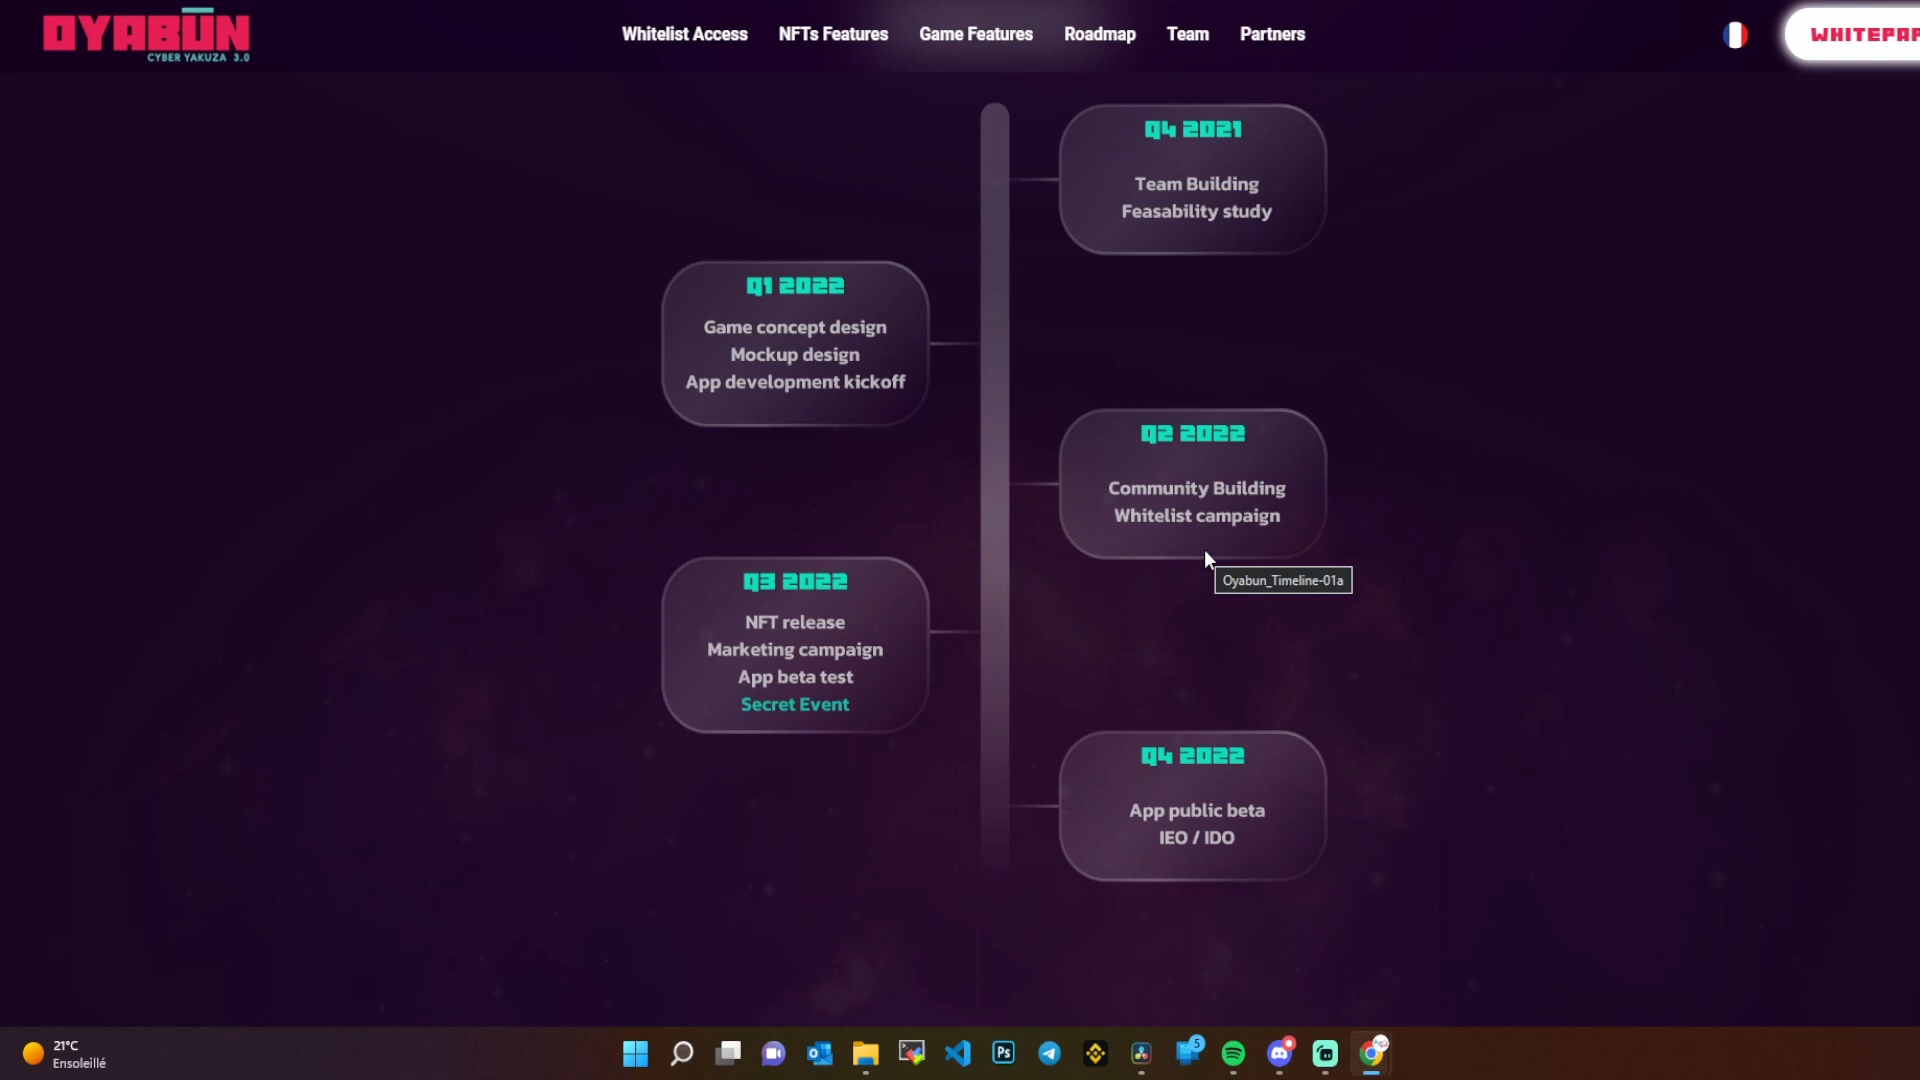 OYABUN
CYBER YAKUZA 3.0
Whitelist Access
NFTs Features
Game Features
Roadmap
Team
Partners
Q4 2021
Team Building
Feasability study
Q1 2022
Game concept design
Mockup design
App development kickoff
Q2 2022
Community Building
Whitelist campaign
Oyabun_Timeline-01a
Q3 2022
NFT release
Marketing campaign
App beta test
Secret Event
Q4 2022
App public beta
IEO / IDO
21°C
Ensoleillé
Ps
5